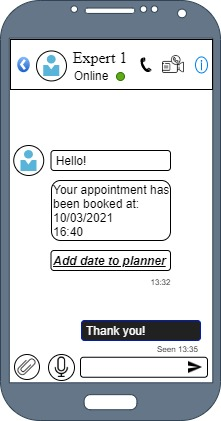 Expert 1
Online
Hello!
Your appointment has
been booked at:
10/03/2021
16:40
Add date to planner
13:32
Thank you!
Seen 13:35